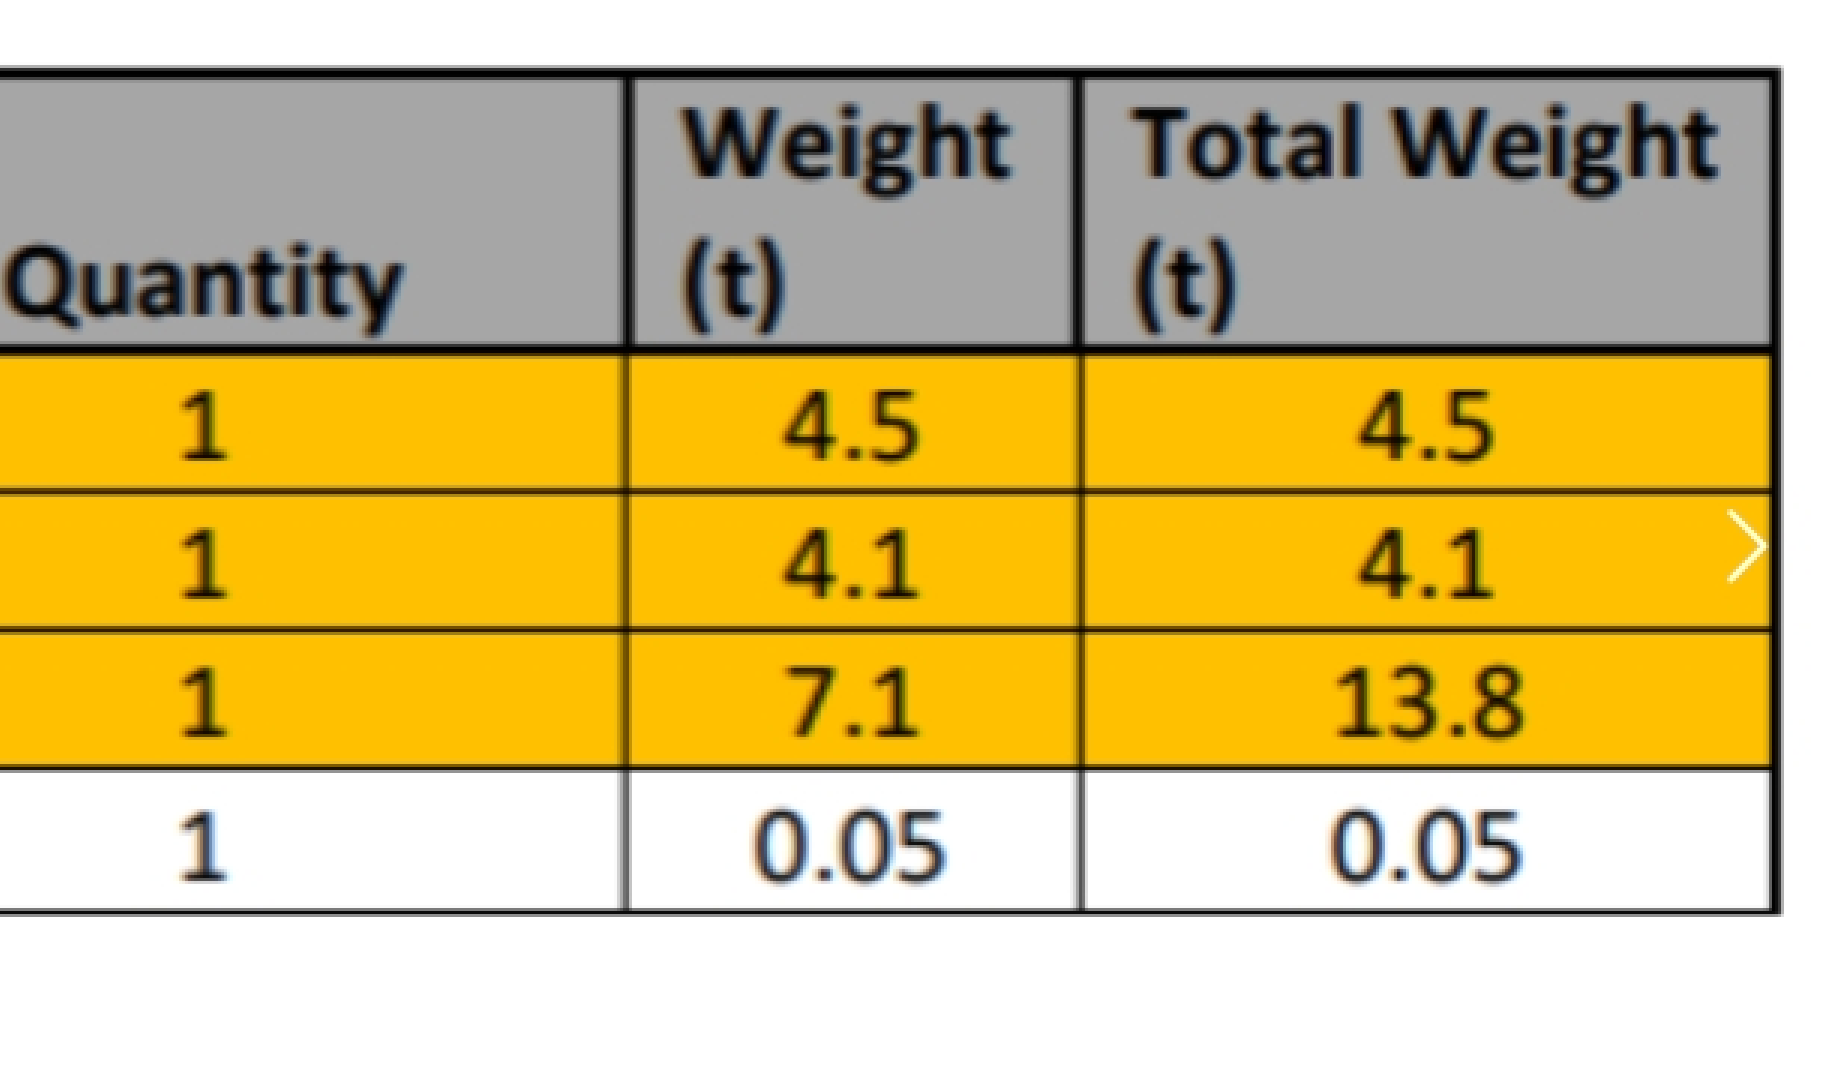 Quantity Weight (t) Total Weight (t)
1 4.5 4.5
1 4.1 4.1
1 7.1 13.8
1 0.05 0.05